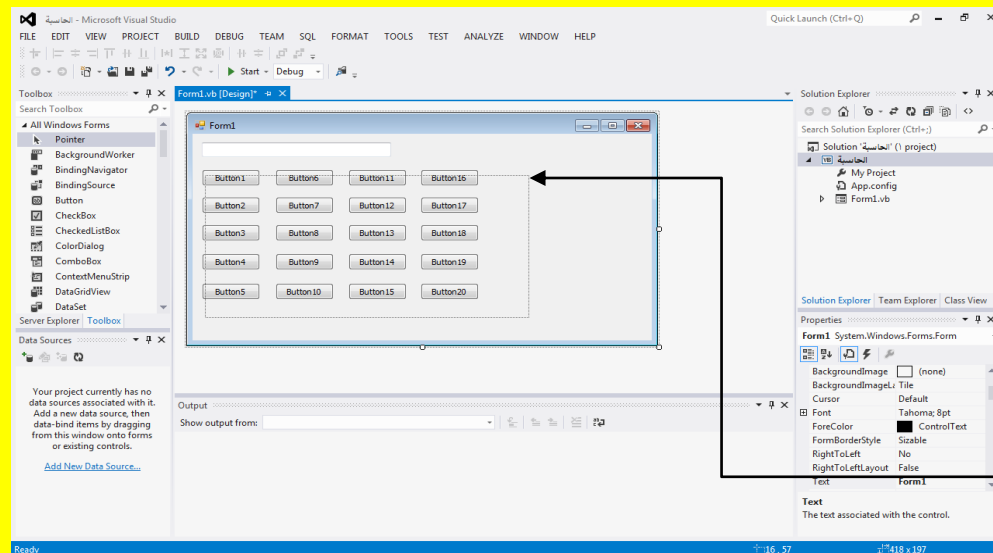 الحاسبة - Microsoft Visual Studio
Quick Launch (Ctrl+Q)
FILE EDIT VIEW PROJECT BUILD DEBUG TEAM SQL FORMAT TOOLS TEST ANALYZE WINDOW HELP
Start Debug
Toolbox
Search Toolbox
All Windows Forms
Pointer
BackgroundWorker
BindingNavigator
BindingSource
Button
CheckBox
CheckedListBox
ColorDialog
ComboBox
ContextMenuStrip
DataGridView
DataSet
Server Explorer Toolbox
Data Sources
Your project currently has no
data sources associated with it.
Add a new data source, then
data-bind items by dragging
from this window onto forms
or existing controls.
Add New Data Source...
Form1.vb [Design]*
Form1
Button1 Button6 Button11 Button16
Button2 Button7 Button12 Button17
Button3 Button8 Button13 Button18
Button4 Button9 Button14 Button19
Button5 Button10 Button15 Button20
Output
Show output from:
Solution Explorer
Search Solution Explorer (Ctrl+;)
Solution 'الحاسبة' (١ project)
VB الحاسبة
My Project
App.config
Form1.vb
Solution Explorer Team Explorer Class View
Properties
Form1 System.Windows.Forms.Form
BackgroundImage (none)
BackgroundImageLa Tile
Cursor Default
Font Tahoma; 8pt
ForeColor ControlText
FormBorderStyle Sizable
RightToLeft No
RightToLeftLayout False
Text Form1
Text
The text associated with the control.
Ready
16 , 57
418 x 197